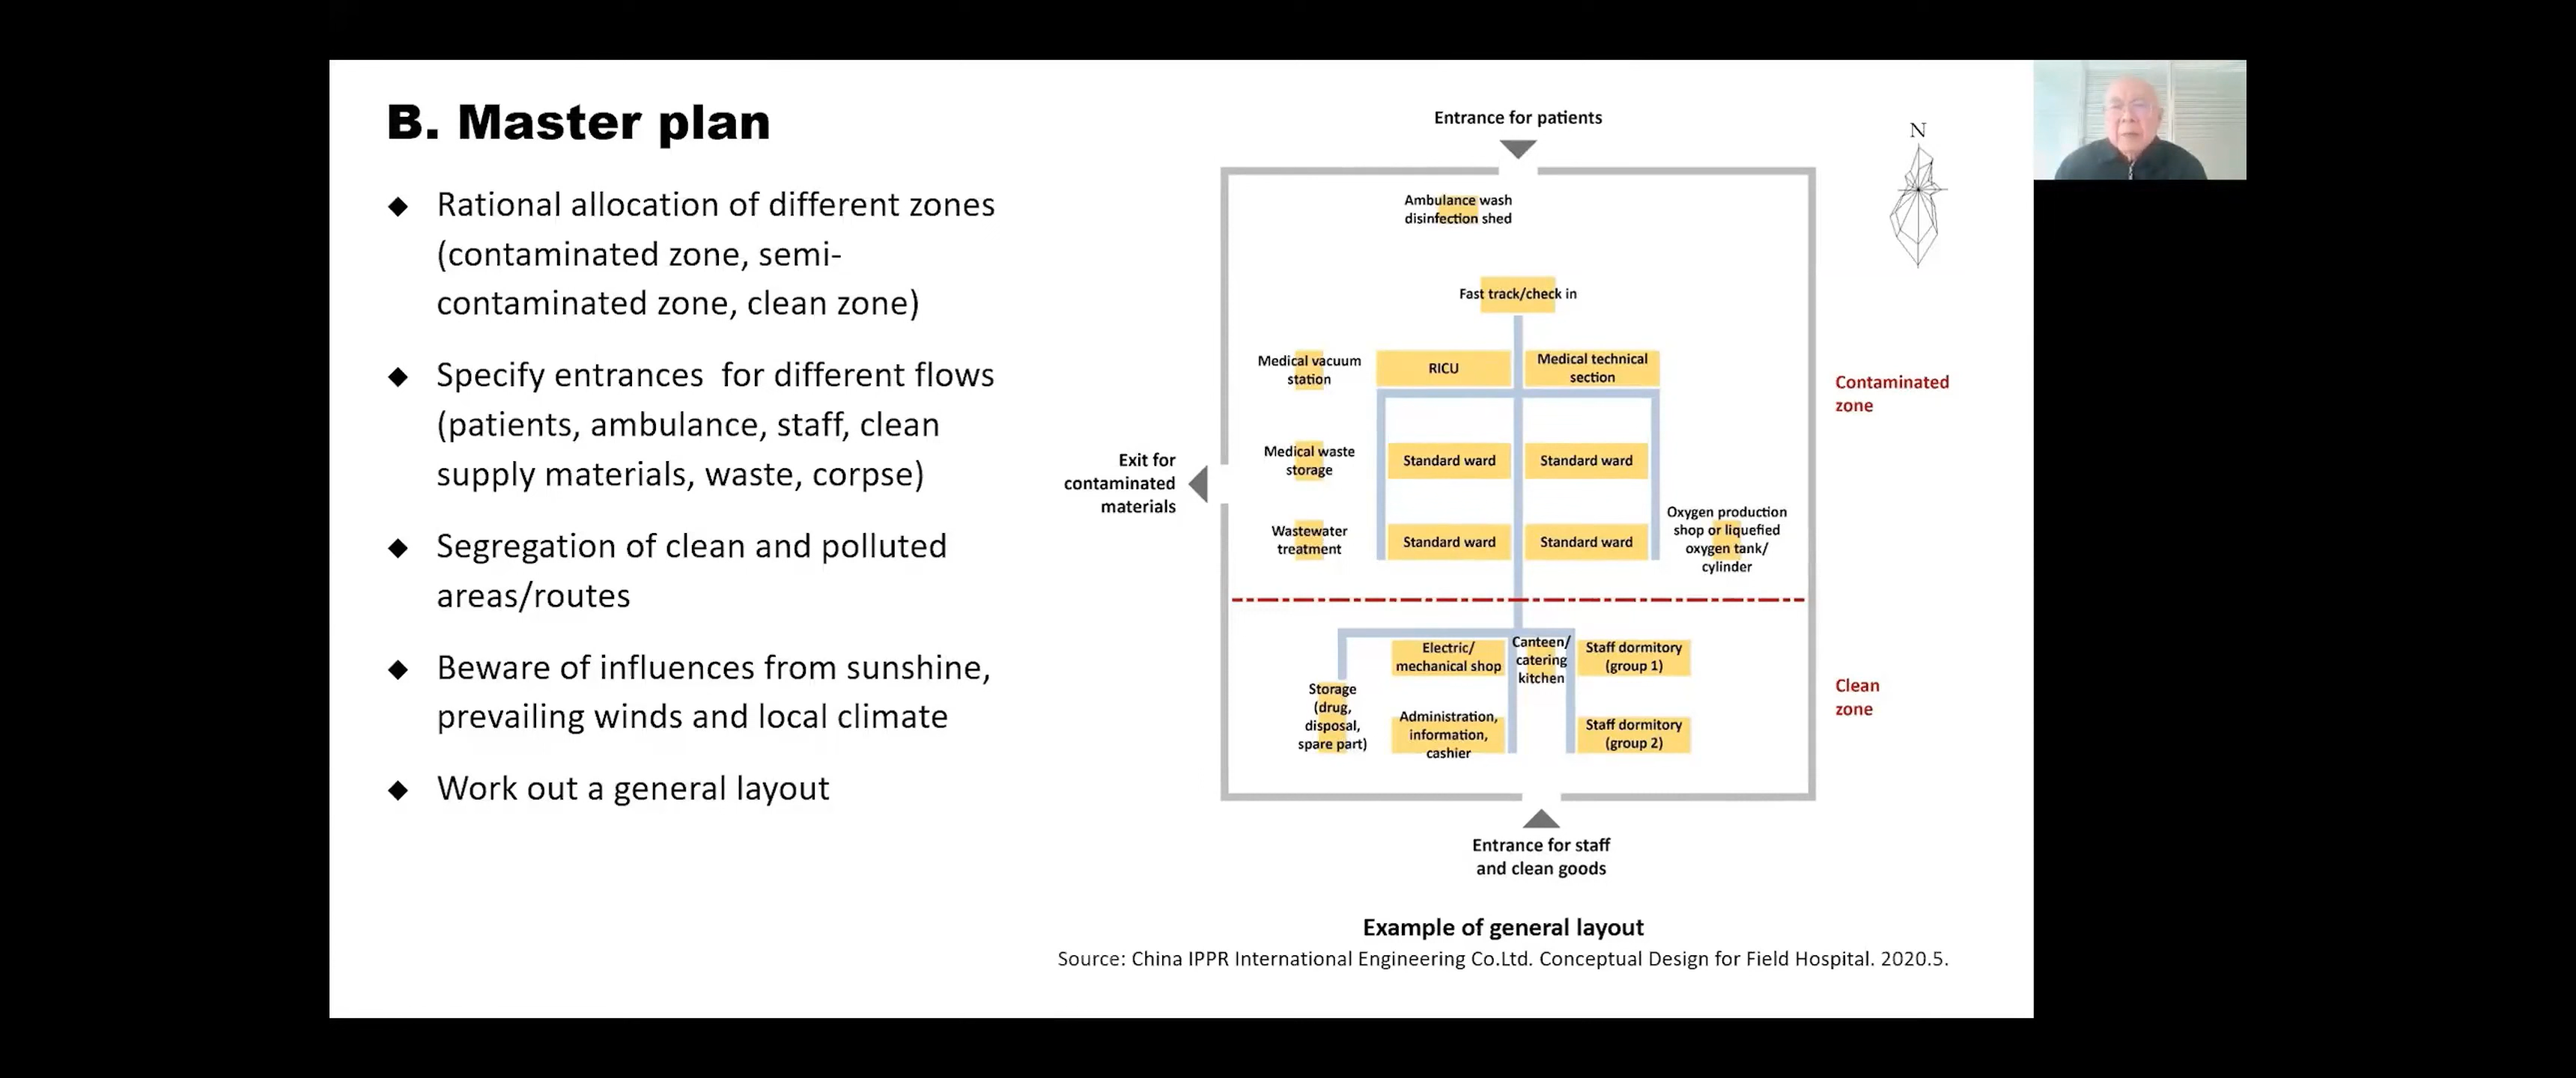 B. Master plan
◆ Rational allocation of different zones
(contaminated zone, semi-
contaminated zone, clean zone)
◆ Specify entrances for different flows
(patients, ambulance, staff, clean
supply materials, waste, corpse)
◆ Segregation of clean and polluted
areas/routes
◆ Beware of influences from sunshine,
prevailing winds and local climate
◆ Work out a general layout
Entrance for patients
N
Ambulance wash
disinfection shed
Fast track/check in
Medical vacuum
station
RICU
Medical technical
section
Contaminated
zone
Exit for
contaminated
materials
Medical waste
storage
Standard ward
Standard ward
Wastewater
treatment
Standard ward
Standard ward
Oxygen production
shop or liquefied
oxygen tank/
cylinder
Electric/
mechanical shop
Canteen/
catering
kitchen
Staff dormitory
(group 1)
Clean
zone
Storage
(drug,
disposal,
spare part)
Administration,
information,
cashier
Staff dormitory
(group 2)
Entrance for staff
and clean goods
Example of general layout
Source: China IPPR International Engineering Co.Ltd. Conceptual Design for Field Hospital. 2020.5.